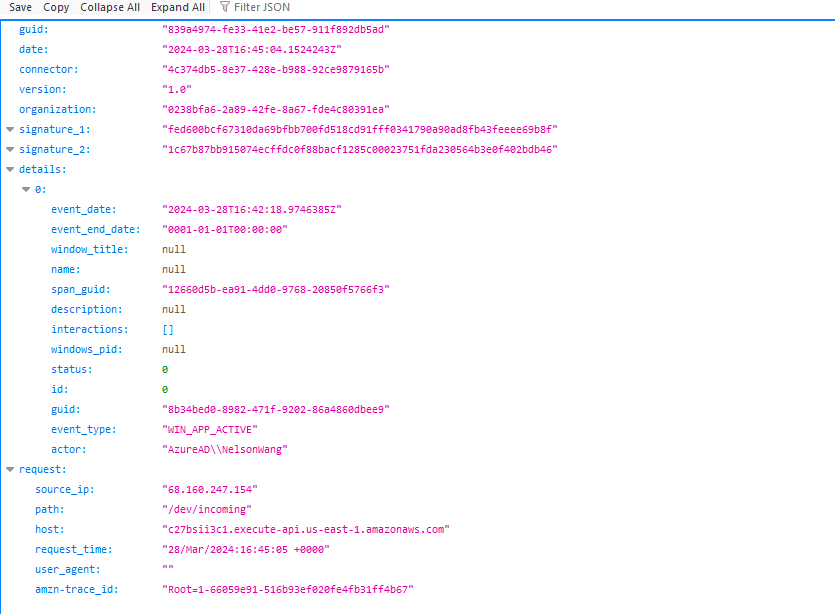 Save Copy Collapse All Expand All Filter JSON
guid: "839a4974-fe33-41e2-be57-911f892db5ad"
date: "2024-03-28T16:45:04.1524243Z"
connector: "4c374db5-8e37-428e-b988-92ce9879165b"
version: "1.0"
organization: "0238bfa6-2a89-42fe-8a67-fde4c80391ea"
signature_1: "fed600bcf67310da69bfbb700fd518cd91fff0341790a90ad8fb43feeee69b8f"
signature_2: "1c67b87bb915074ecffdc0f88bacf1285c00023751fda230564b3e0f402bdb46"
details:
0:
event_date: "2024-03-28T16:42:18.9746385Z"
event_end_date: "0001-01-01T00:00:00"
window_title: null
name: null
span_guid: "12660d5b-ea91-4dd0-9768-20850f5766f3"
description: null
interactions: []
windows_pid: null
status: 0
id: 0
guid: "8b34bed0-8982-471f-9202-86a4860dbee9"
event_type: "WIN_APP_ACTIVE"
actor: "AzureAD\\NelsonWang"
request:
source_ip: "68.160.247.154"
path: "/dev/incoming"
host: "c27bsii3c1.execute-api.us-east-1.amazonaws.com"
request_time: "28/Mar/2024:16:45:05 +0000"
user_agent: ""
amzn-trace_id: "Root=1-66059e91-516b93ef020fe4fb31ff4b67"